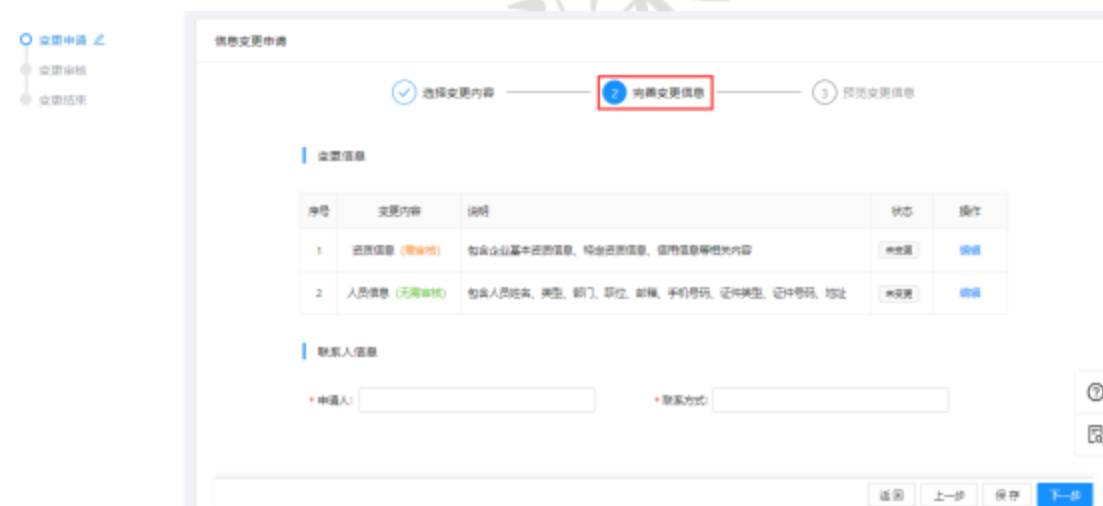 变更申请
变更审核
变更结束
信息变更申请
选择变更内容
2 完善变更信息
3 预览变更信息
变更信息
序号 变更内容 说明 状态 操作
1 资质信息 (需审核) 包含企业基本资质信息、特定资质信息、信用信息等相关内容 未变更 编辑
2 人员信息 (无需审核) 包含人员姓名、类型、部门、职位、邮箱、手机号码、证件类型、证件号码、地址 未变更 编辑
联系人信息
* 申请人: * 联系方式:
返回 上一步 保存 下一步